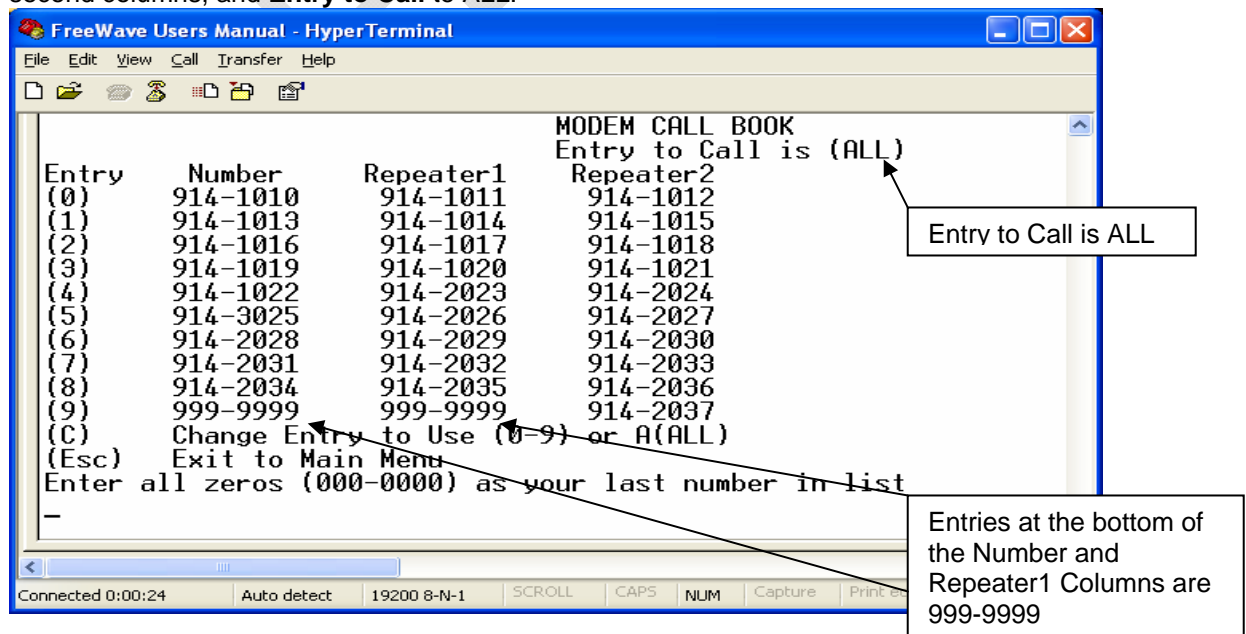 second columns, and Entry to Call to ALL.
FreeWave Users Manual - HyperTerminal
File Edit View Call Transfer Help
MODEM CALL BOOK
Entry to Call is (ALL)
Entry Number Repeater1 Repeater2
(0) 914-1010 914-1011 914-1012
(1) 914-1013 914-1014 914-1015
(2) 914-1016 914-1017 914-1018
(3) 914-1019 914-1020 914-1021
(4) 914-1022 914-2023 914-2024
(5) 914-3025 914-2026 914-2027
(6) 914-2028 914-2029 914-2030
(7) 914-2031 914-2032 914-2033
(8) 914-2034 914-2035 914-2036
(9) 999-9999 999-9999 914-2037
(C) Change Entry to Use (0-9) or A(ALL)
(Esc) Exit to Main Menu
Enter all zeros (000-0000) as your last number in list
Entry to Call is ALL
Entries at the bottom of
the Number and
Repeater1 Columns are
999-9999
Connected 0:00:24 Auto detect 19200 8-N-1 SCROLL CAPS NUM Capture Print